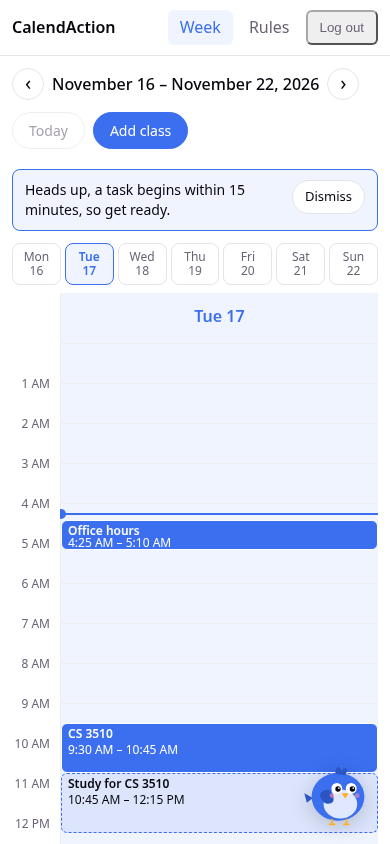 CalendAction
Week
Rules
Log out
‹
November 16 – November 22, 2026
›
Today
Add class
Heads up, a task begins within 15
minutes, so get ready.
Dismiss
Mon
16
Tue
17
Wed
18
Thu
19
Fri
20
Sat
21
Sun
22
Tue 17
1 AM
2 AM
3 AM
4 AM
Office hours
4:25 AM – 5:10 AM
5 AM
6 AM
7 AM
8 AM
9 AM
CS 3510
9:30 AM – 10:45 AM
10 AM
11 AM
Study for CS 3510
10:45 AM – 12:15 PM
12 PM